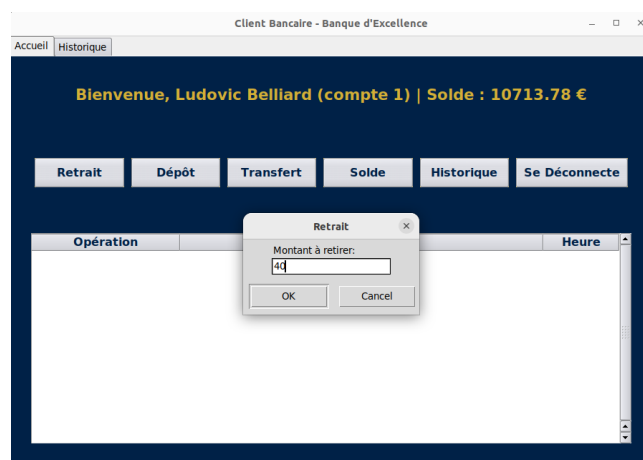 Client Bancaire - Banque d'Excellence
Accueil Historique
Bienvenue, Ludovic Belliard (compte 1) | Solde : 10713.78 €
Retrait Dépôt Transfert Solde Historique Se Déconnecte
Retrait
Opération Heure
Montant à retirer:
40
OK Cancel